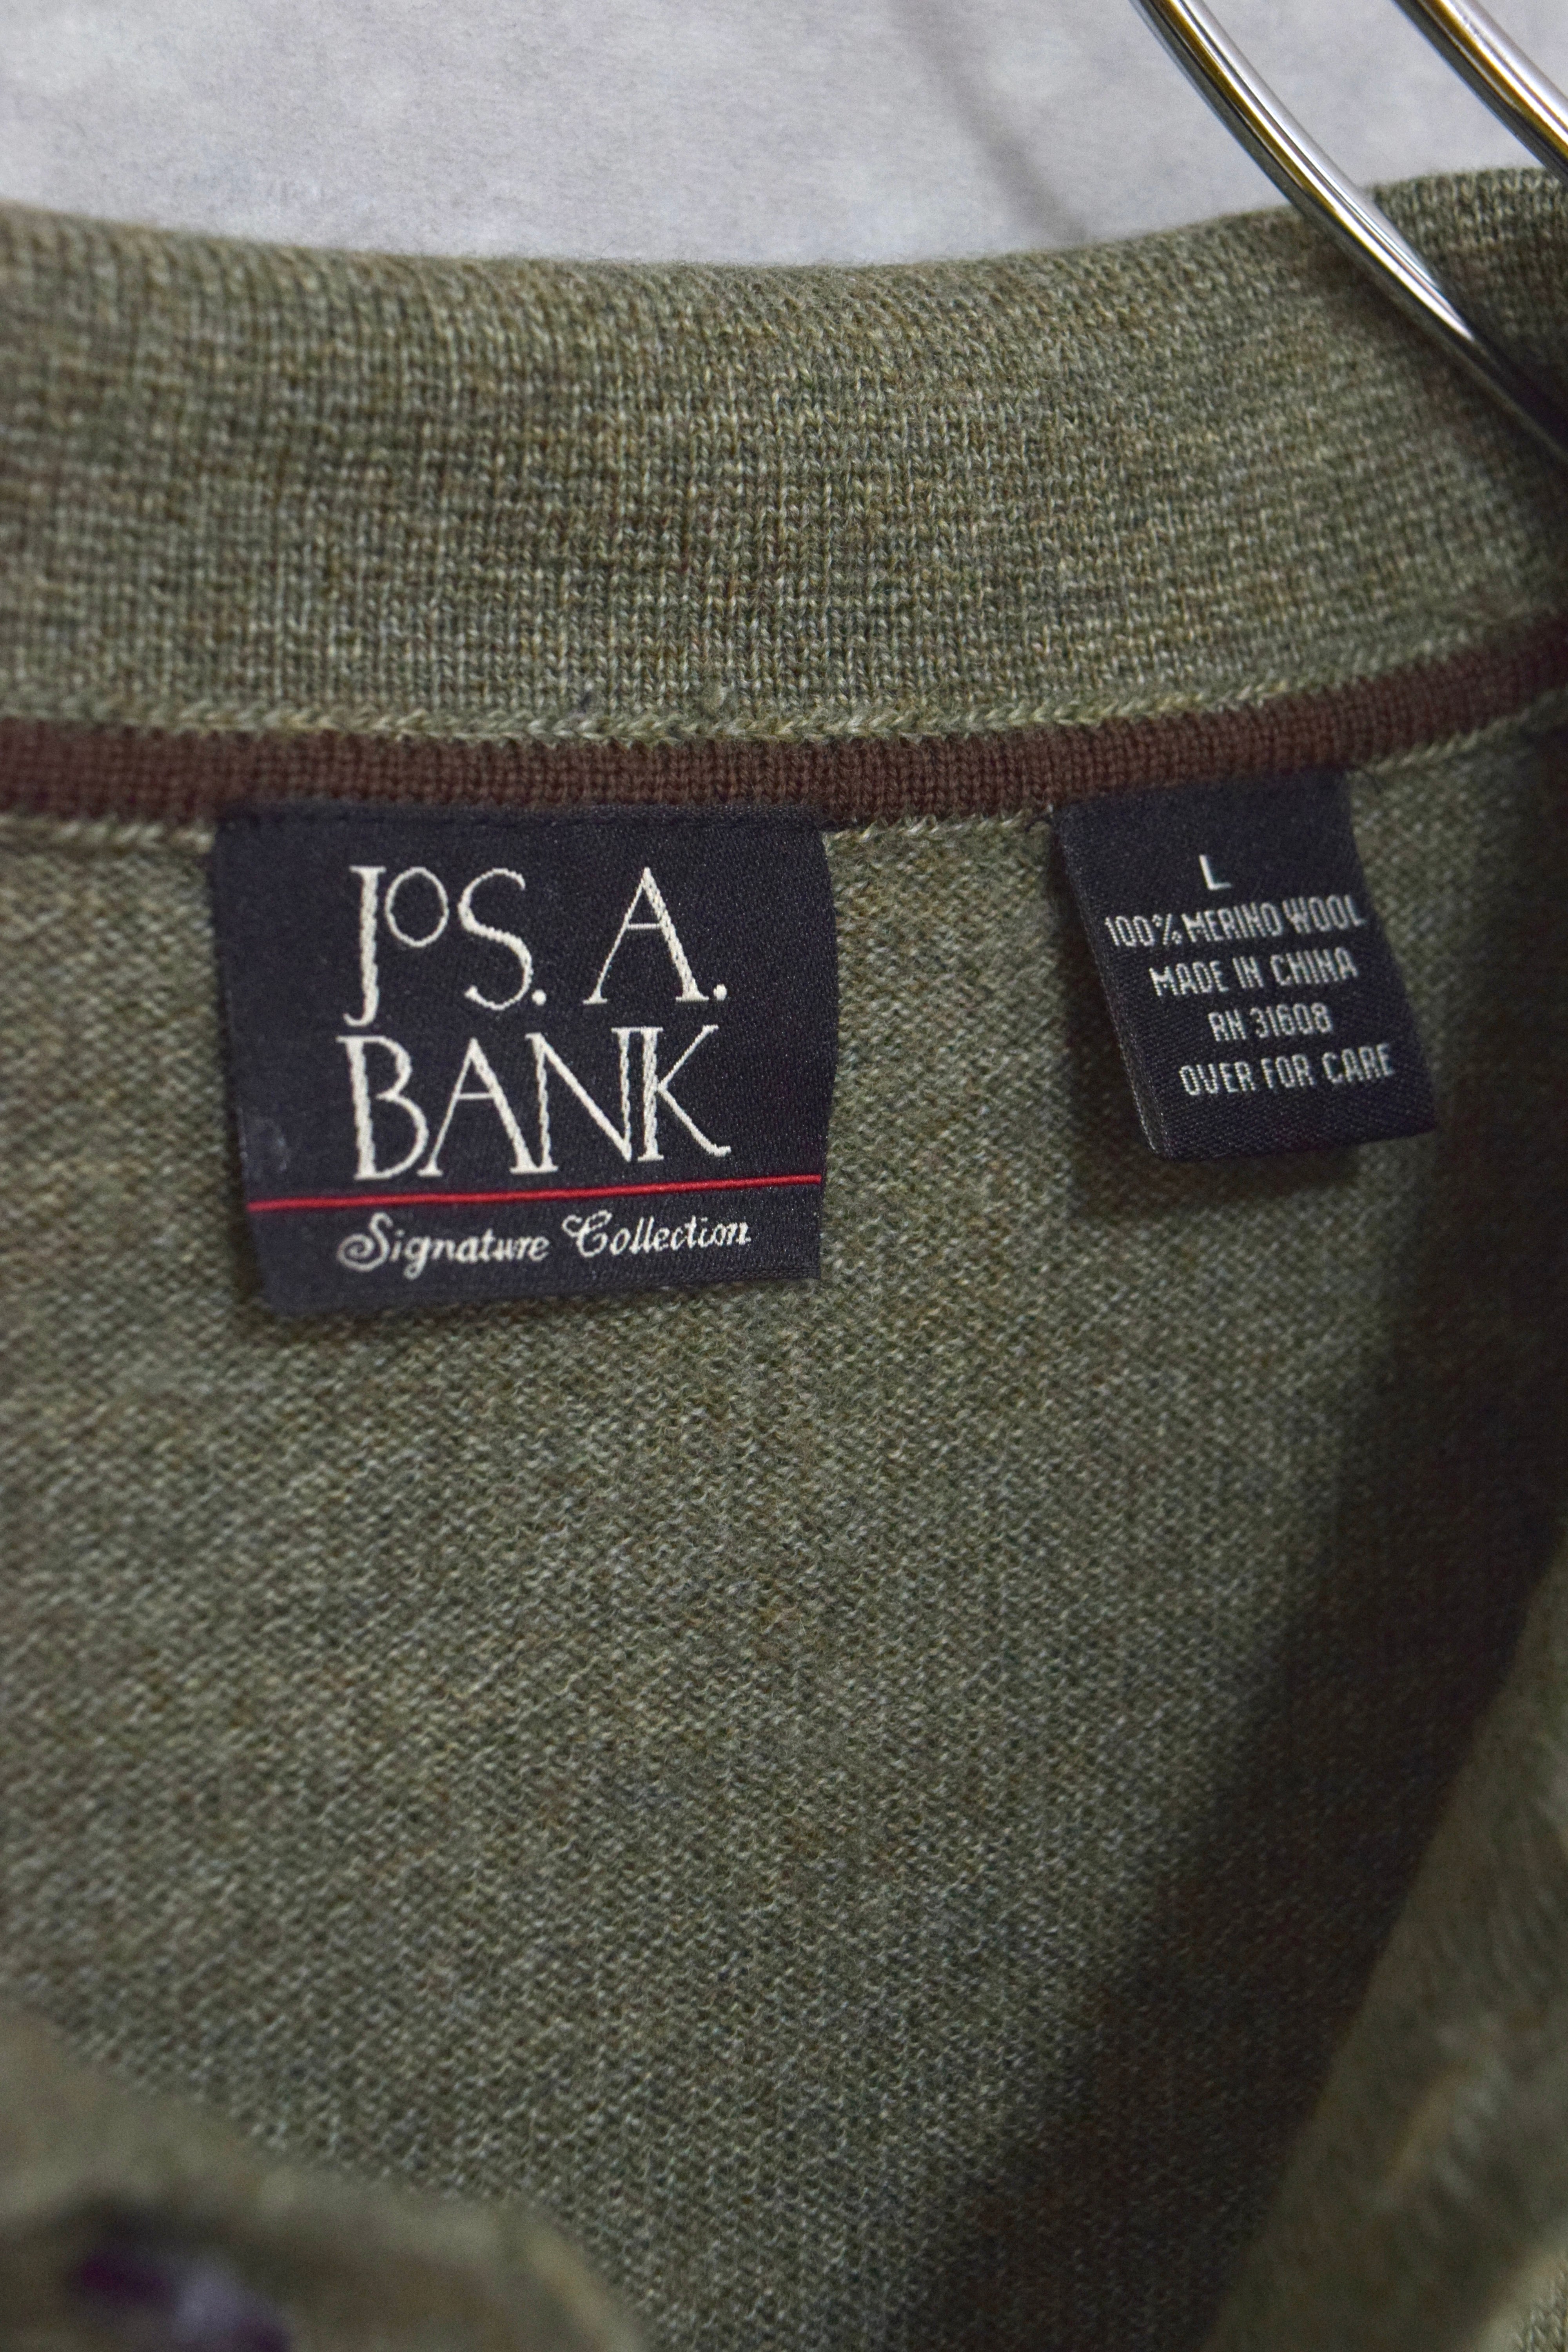 JoS. A.
BANK
Signature Collection
L
100% MERINO WOOL
MADE IN CHINA
RN 31608
OVER FOR CARE